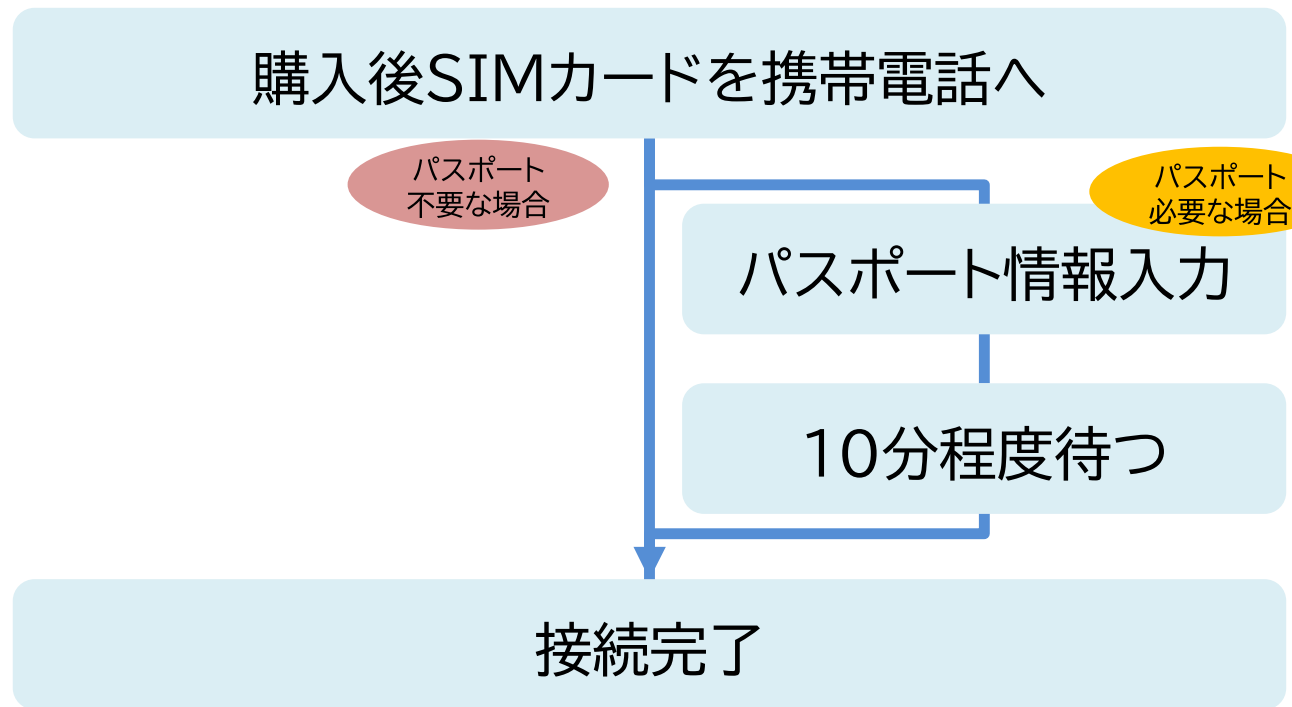 購入後SIMカードを携帯電話へ
パスポート
不要な場合
パスポート
必要な場合
パスポート情報入力
10分程度待つ
接続完了